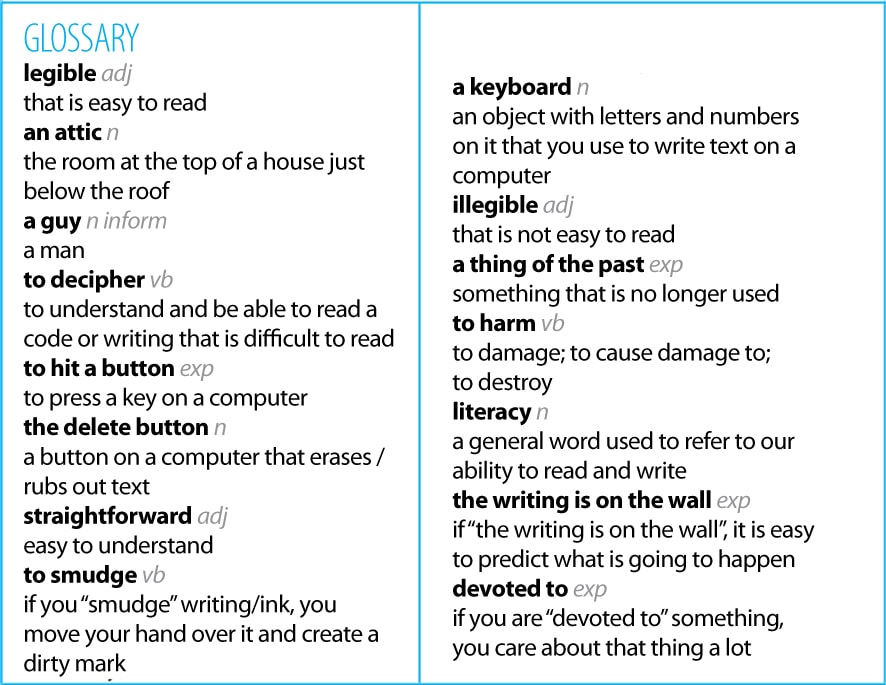 GLOSSARY
legible adj
that is easy to read
an attic n
the room at the top of a house just
below the roof
a guy n inform
a man
to decipher vb
to understand and be able to read a
code or writing that is difficult to read
to hit a button exp
to press a key on a computer
the delete button n
a button on a computer that erases /
rubs out text
straightforward adj
easy to understand
to smudge vb
if you “smudge” writing/ink, you
move your hand over it and create a
dirty mark
a keyboard n
an object with letters and numbers
on it that you use to write text on a
computer
illegible adj
that is not easy to read
a thing of the past exp
something that is no longer used
to harm vb
to damage; to cause damage to;
to destroy
literacy n
a general word used to refer to our
ability to read and write
the writing is on the wall exp
if “the writing is on the wall”, it is easy
to predict what is going to happen
devoted to exp
if you are “devoted to” something,
you care about that thing a lot